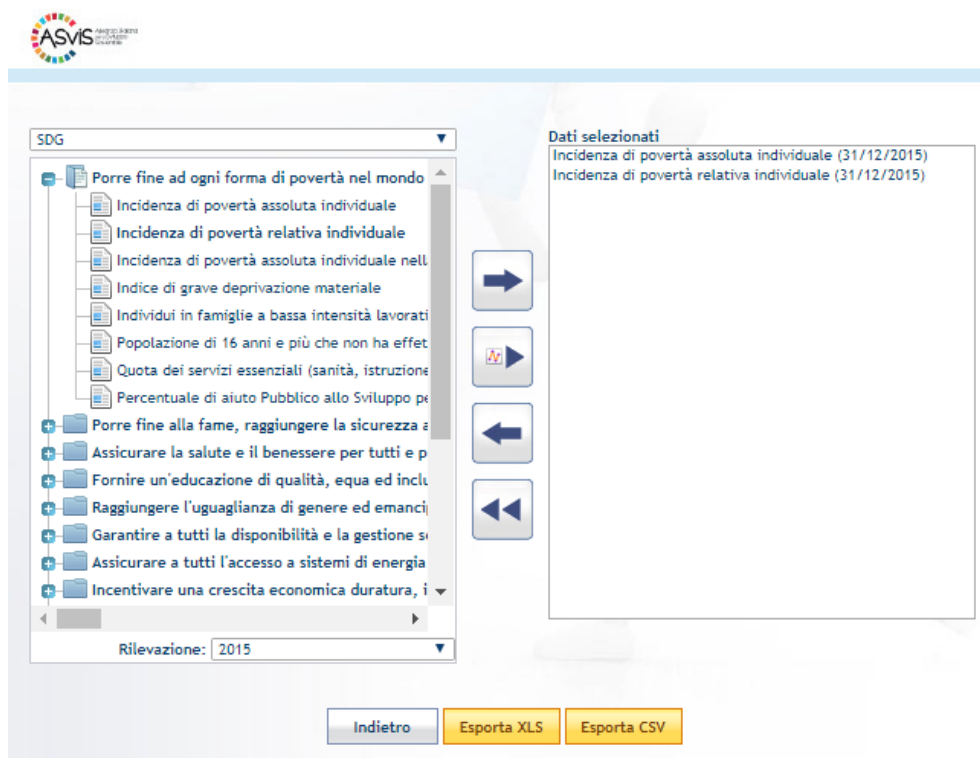 ASviS
SDG
Porre fine ad ogni forma di povertà nel mondo
Incidenza di povertà assoluta individuale
Incidenza di povertà relativa individuale
Incidenza di povertà assoluta individuale nell
Indice di grave deprivazione materiale
Individui in famiglie a bassa intensità lavorati
Popolazione di 16 anni e più che non ha effet
Quota dei servizi essenziali (sanità, istruzione
Percentuale di aiuto Pubblico allo Sviluppo pe
Porre fine alla fame, raggiungere la sicurezza a
Assicurare la salute e il benessere per tutti e p
Fornire un'educazione di qualità, equa ed inclu
Raggiungere l'uguaglianza di genere ed emanci
Garantire a tutti la disponibilità e la gestione so
Assicurare a tutti l'accesso a sistemi di energia
Incentivare una crescita economica duratura, i
Rilevazione: 2015
Dati selezionati
Incidenza di povertà assoluta individuale (31/12/2015)
Incidenza di povertà relativa individuale (31/12/2015)
Indietro
Esporta XLS
Esporta CSV